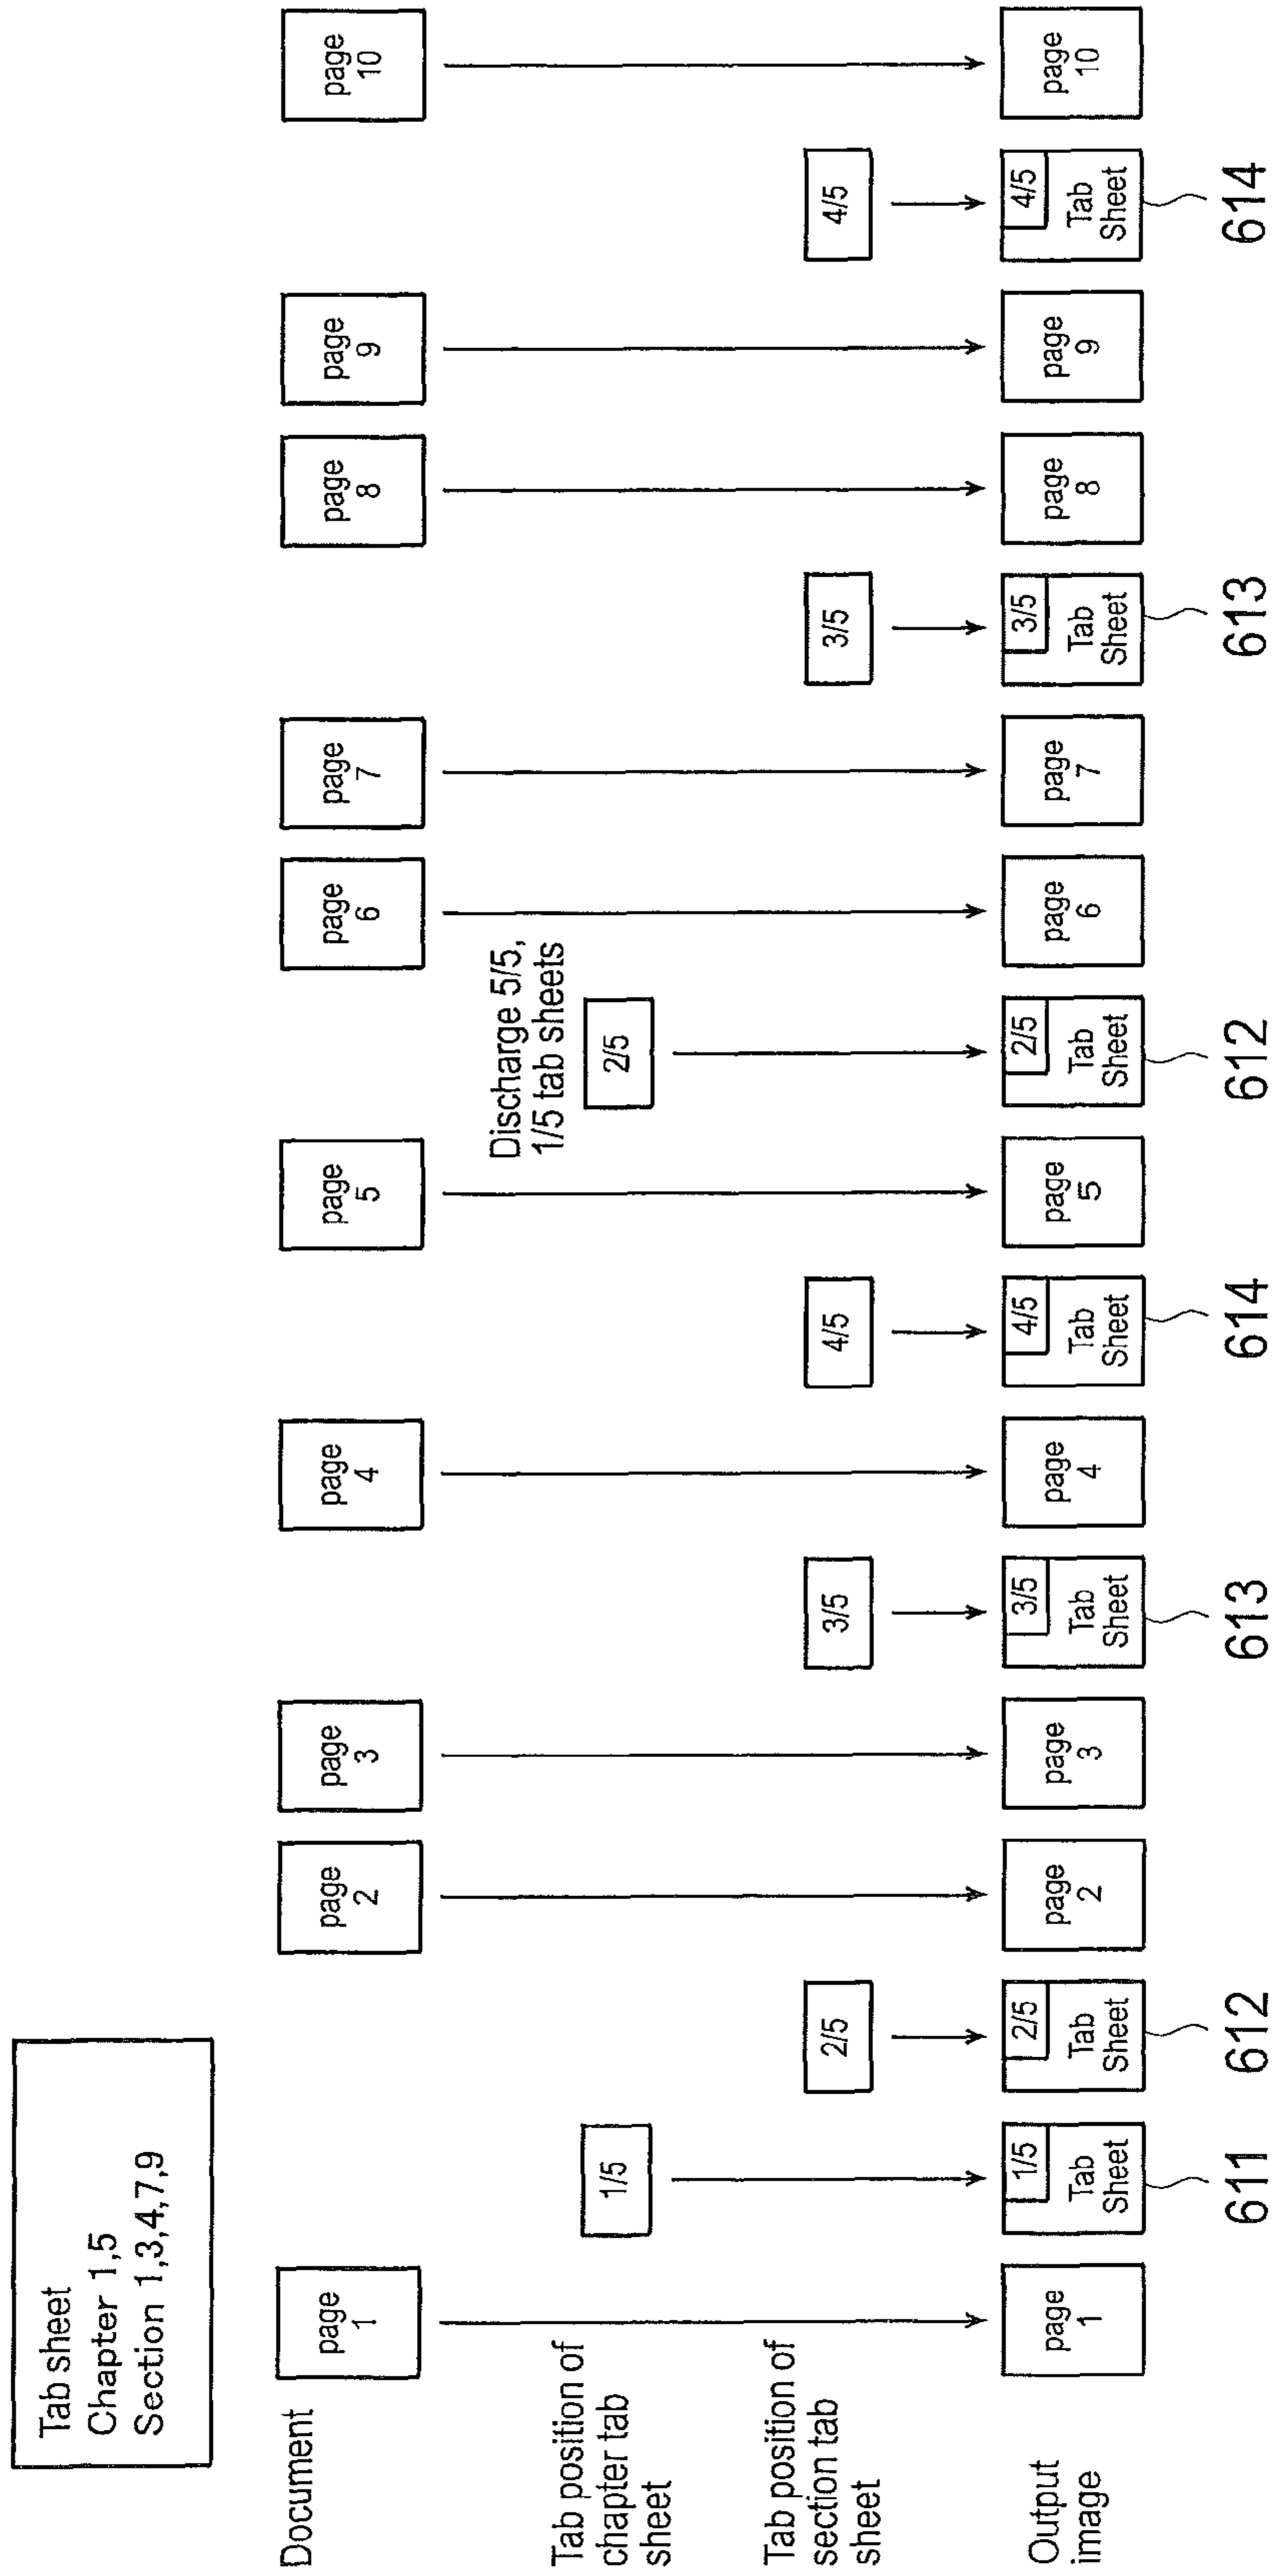 Tab sheet
Chapter 1,5
Section 1,3,4,7,9
Document
page
1
page
2
page
3
page
4
page
5
page
6
page
7
page
8
page
9
page
10
Tab position of
chapter tab
sheet
1/5
Discharge 5/5,
1/5 tab sheets
2/5
Tab position of
section tab
sheet
2/5
3/5
4/5
3/5
4/5
Output
image
page
1
1/5
Tab
Sheet
2/5
Tab
Sheet
page
2
page
3
3/5
Tab
Sheet
page
4
4/5
Tab
Sheet
page
5
2/5
Tab
Sheet
page
6
page
7
3/5
Tab
Sheet
page
8
page
9
4/5
Tab
Sheet
page
10
611
612
613
614
612
613
614